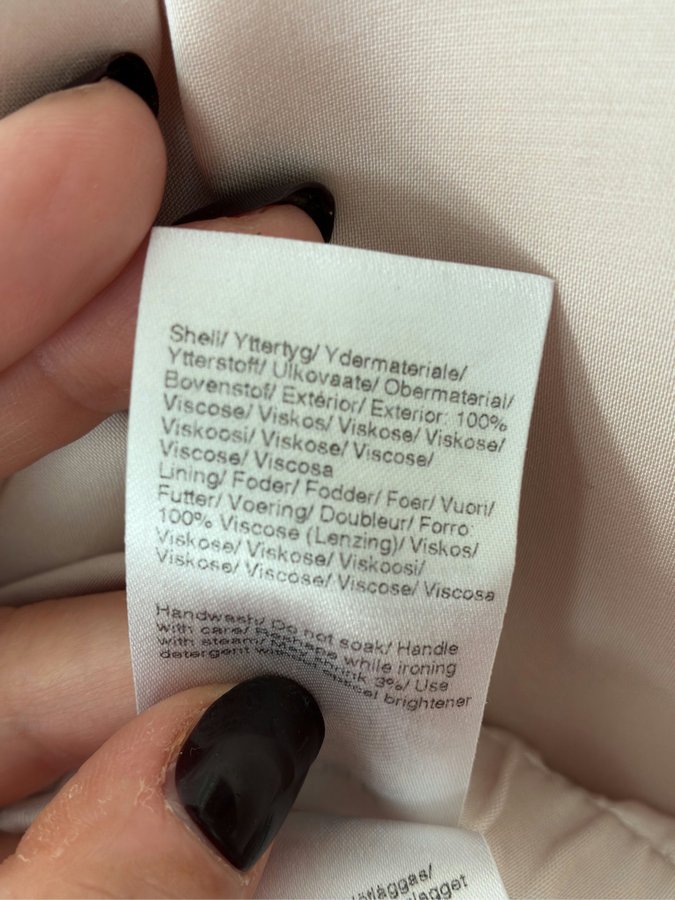 Shell/ Yttertyg/ Ydermateriale/
Ytterstoff/ Ulkovaate/ Obermaterial/
Bovenstof/ Extérior/ Exterior: 100%
Viscose/ Viskos/ Viskose/ Viskose/
Viskoosi/ Viskose/ Viscose/
Viscose/ Viscosa
Lining/ Foder/ Fodder/ Foer/ Vuori/
Futter/ Voering/ Doubleur/ Forro
100% Viscose (Lenzing)/ Viskos/
Viskose/ Viskose/ Viskoosi/
Viskose/ Viscose/ Viscose/ Viscosa
Handwash/ Do not soak/ Handle
with care/ Reshape while ironing
with steam/ May shrink 3%/ Use
detergent without optical brightener